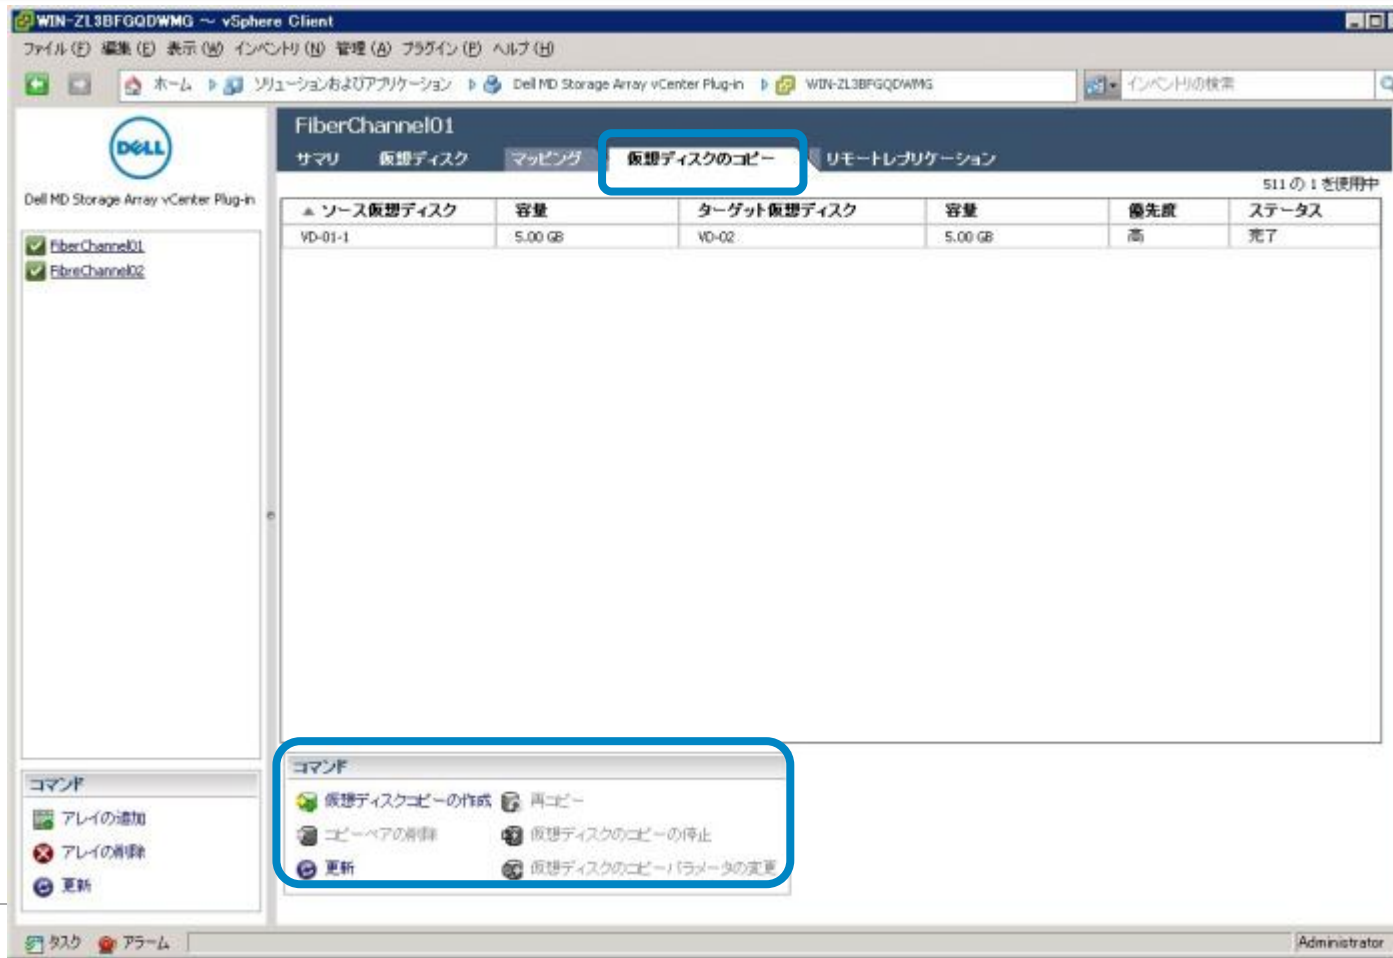 WIN-ZL3BFGQDWMG ～ vSphere Client
ファイル(F) 編集(E) 表示(W) インベントリ(N) 管理(A) プラグイン(P) ヘルプ(H)
ホーム ソリューションおよびアプリケーション Dell MD Storage Array vCenter Plug-in WIN-ZL3BFGQDWMG インベントリの検索
DELL
Dell MD Storage Array vCenter Plug-in
FiberChannel01
FibreChannel02
コマンド
アレイの追加
アレイの削除
更新
FiberChannel01
サマリ 仮想ディスク マッピング 仮想ディスクのコピー リモートレプリケーション
511 の 1 を使用中
ソース仮想ディスク 容量 ターゲット仮想ディスク 容量 優先度 ステータス
VD-01-1 5.00 GB VD-02 5.00 GB 高 完了
コマンド
仮想ディスクコピーの作成 再コピー
コピーペアの削除 仮想ディスクのコピーの停止
更新 仮想ディスクのコピーパラメータの変更
タスク アラーム Administrator